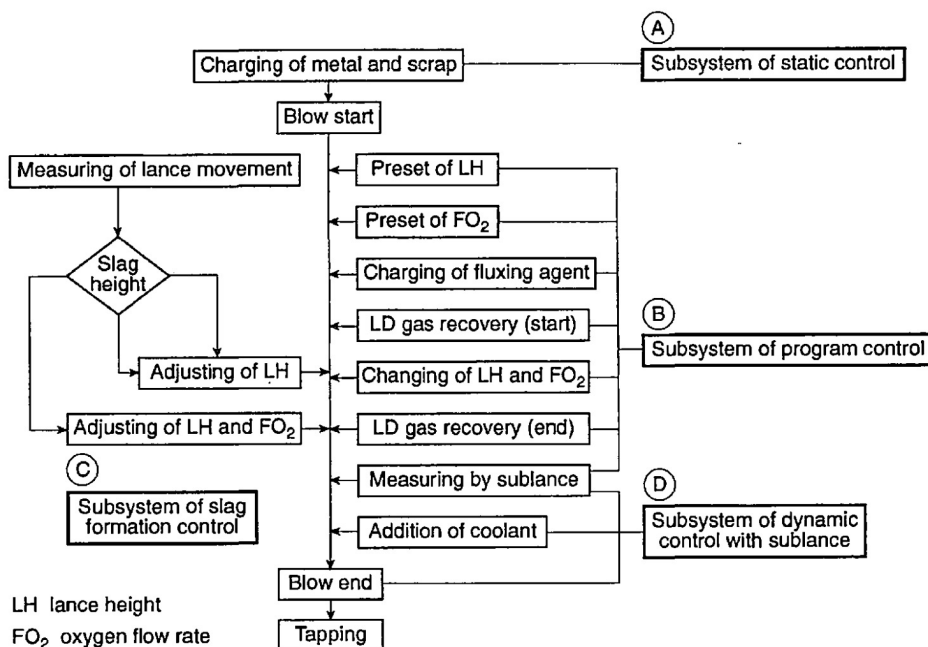 A
Charging of metal and scrap
Subsystem of static control
Blow start
Measuring of lance movement
Preset of LH
Preset of FO₂
Slag
height
Charging of fluxing agent
LD gas recovery (start)
B
Subsystem of program control
Adjusting of LH
Changing of LH and FO₂
Adjusting of LH and FO₂
LD gas recovery (end)
C
Measuring by sublance
D
Subsystem of slag
formation control
Addition of coolant
Subsystem of dynamic
control with sublance
Blow end
LH lance height
FO₂ oxygen flow rate
Tapping